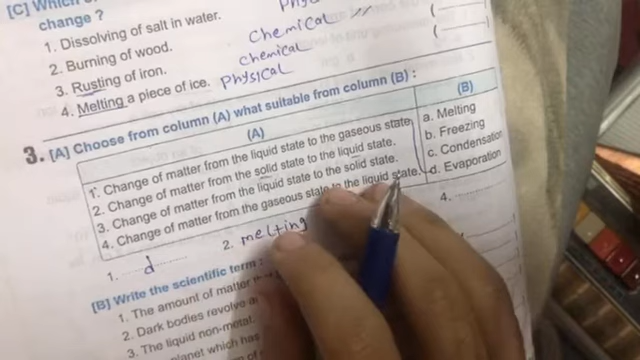 [C] Which
change ?
1. Dissolving of salt in water.
2. Burning of wood. Chemical
3. Rusting of iron. chemical
4. Melting a piece of ice. physical
3. [A] Choose from column (A) what suitable from column (B) :
(A) (B)
1. Change of matter from the liquid state to the gaseous state. a. Melting
2. Change of matter from the solid state to the liquid state. b. Freezing
3. Change of matter from the liquid state to the solid state. c. Condensation
4. Change of matter from the gaseous state to the liquid state. d. Evaporation
1. d 2. melting 4.
[B] Write the scientific term :
1. The amount of matter
2. Dark bodies revolve
3. The liquid non-metal.
planet which has